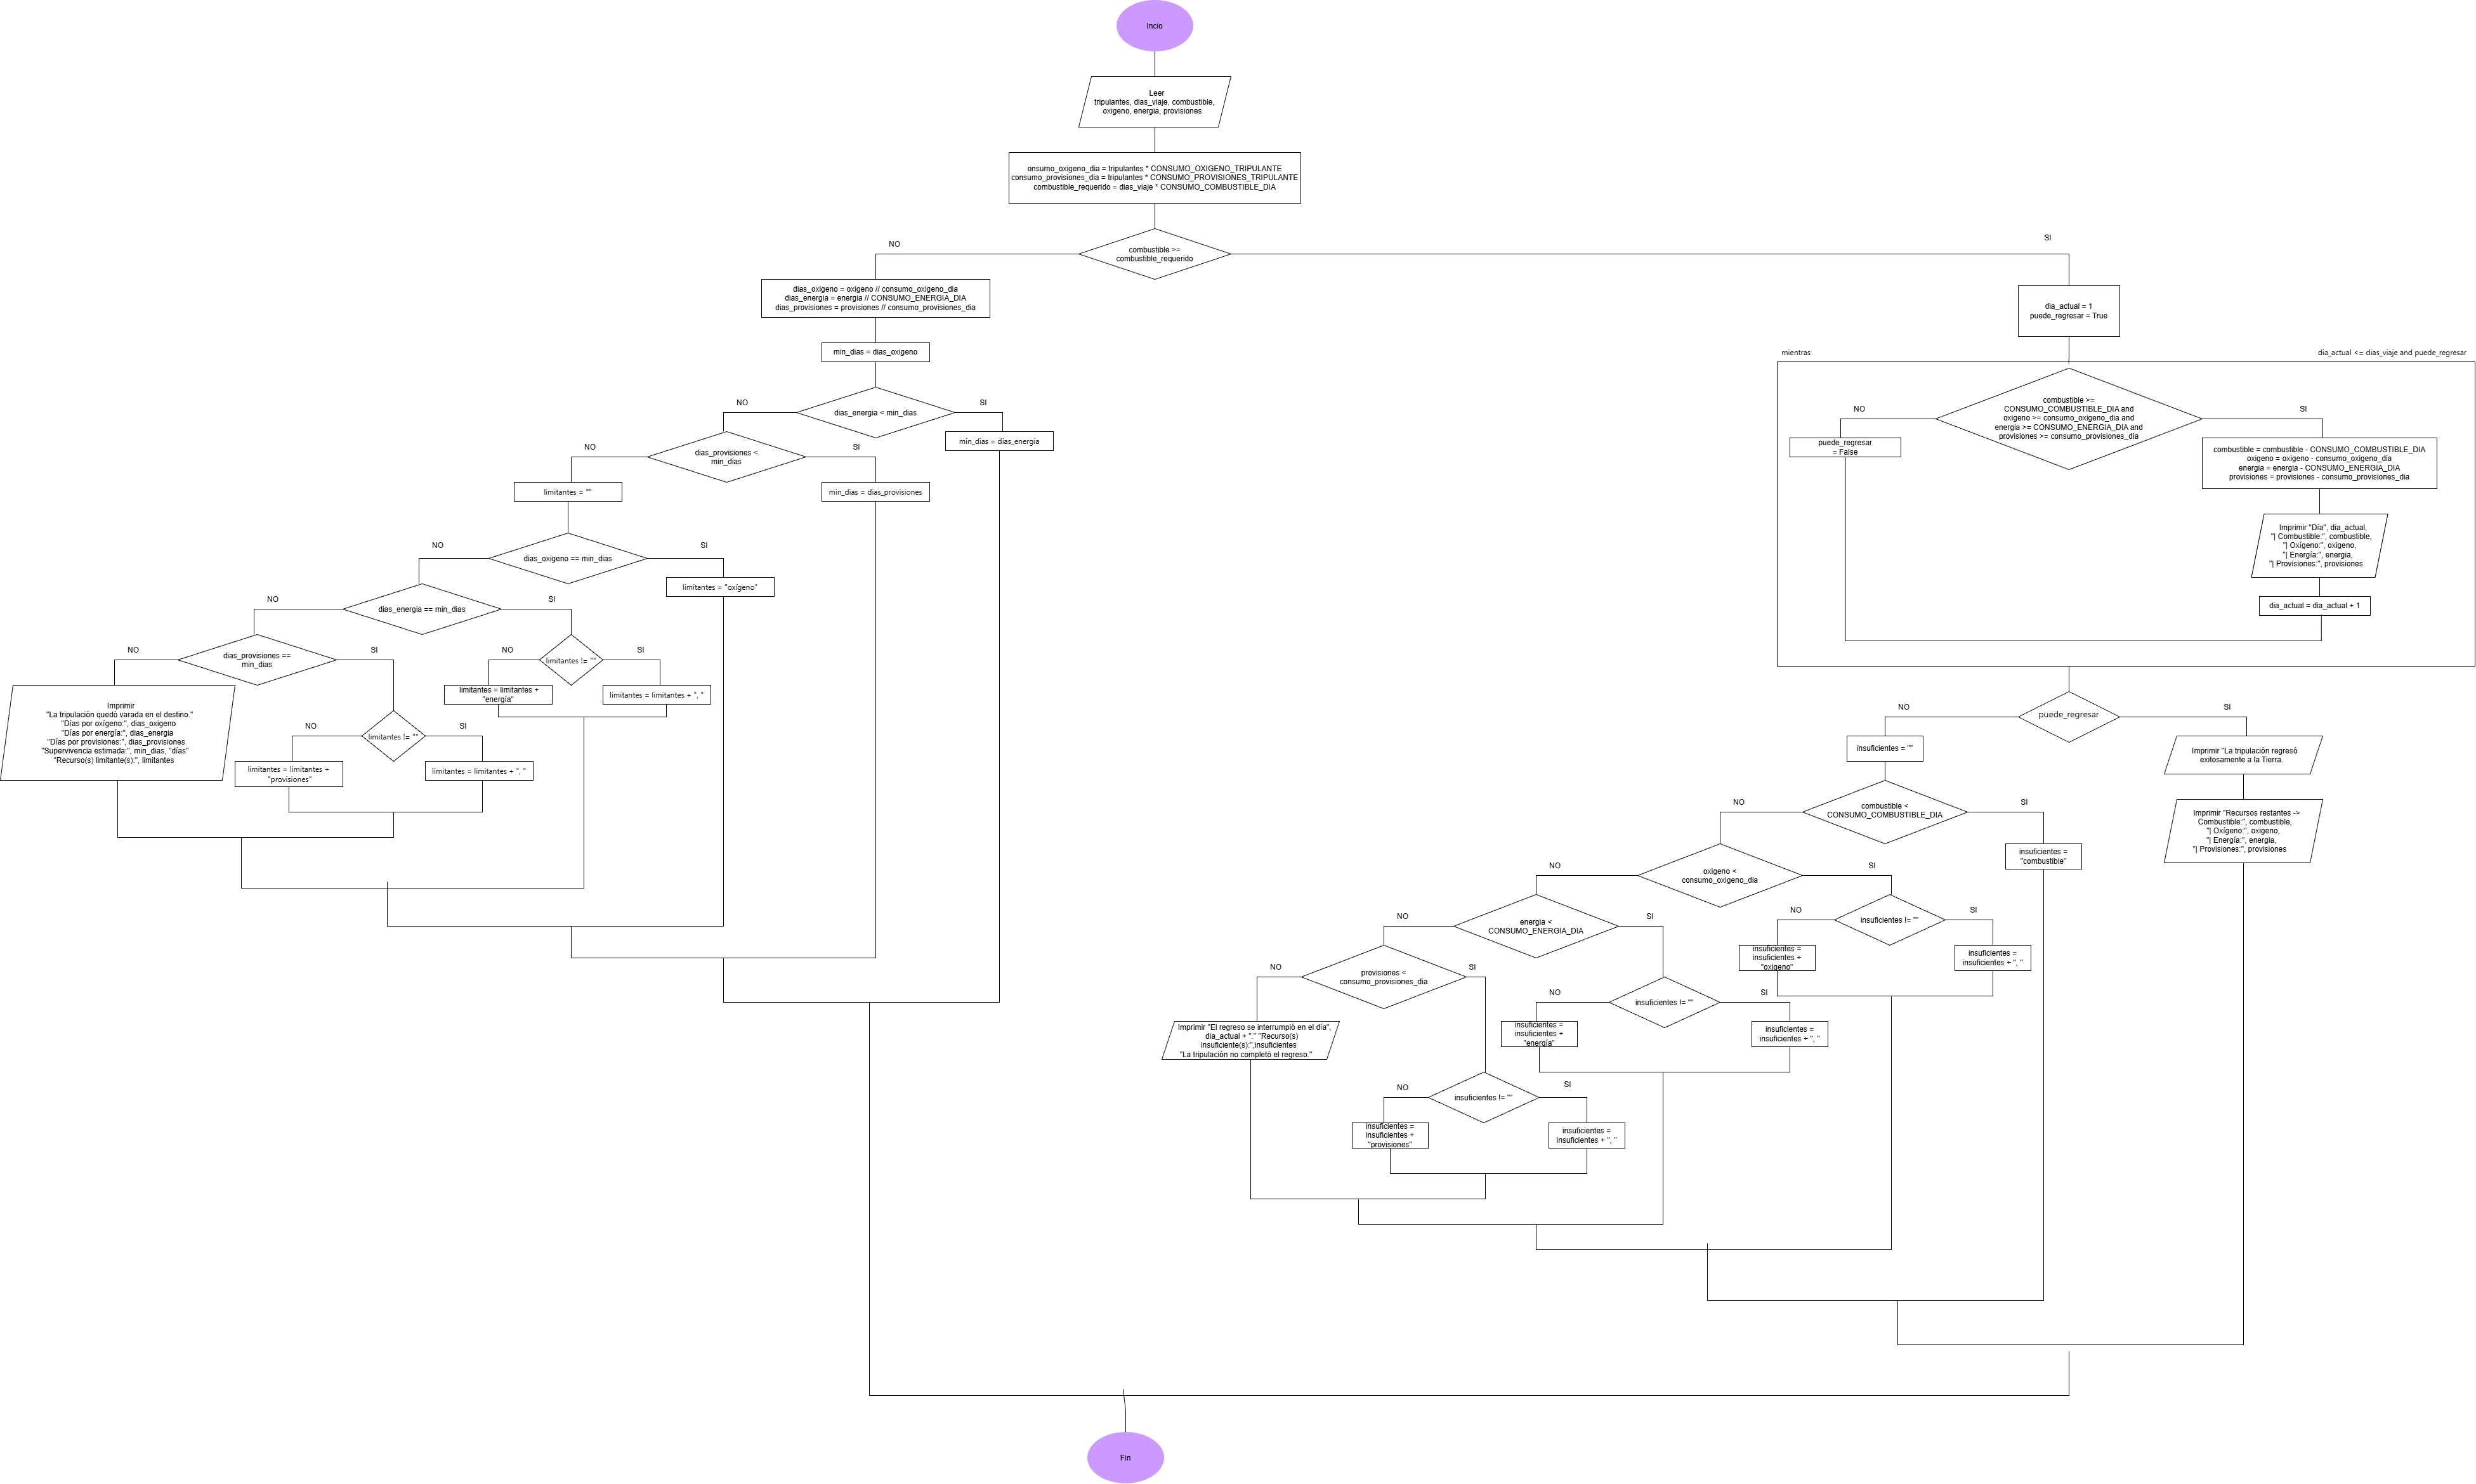 Incio
Leer
tripulantes, dias_viaje, combustible,
oxigeno, energia, provisiones
onsumo_oxigeno_dia = tripulantes * CONSUMO_OXIGENO_TRIPULANTE
consumo_provisiones_dia = tripulantes * CONSUMO_PROVISIONES_TRIPULANTE
combustible_requerido = dias_viaje * CONSUMO_COMBUSTIBLE_DIA
combustible >=
combustible_requerido
NO
SI
dias_oxigeno = oxigeno // consumo_oxigeno_dia
dias_energia = energia // CONSUMO_ENERGIA_DIA
dias_provisiones = provisiones // consumo_provisiones_dia
min_dias = dias_oxigeno
dias_energia < min_dias
NO
SI
min_dias = dias_energia
dias_provisiones <
min_dias
NO
SI
min_dias = dias_provisiones
limitantes = ""
dias_oxigeno == min_dias
NO
SI
limitantes = "oxígeno"
dias_energia == min_dias
NO
SI
limitantes != ""
NO
SI
limitantes = limitantes +
"energía"
limitantes = limitantes + ", "
dias_provisiones ==
min_dias
NO
SI
limitantes != ""
NO
SI
limitantes = limitantes +
"provisiones"
limitantes = limitantes + ", "
Imprimir
"La tripulación quedó varada en el destino."
"Días por oxígeno:", dias_oxigeno
"Días por energía:", dias_energia
"Días por provisiones:", dias_provisiones
"Supervivencia estimada:", min_dias, "días"
"Recurso(s) limitante(s):", limitantes
dia_actual = 1
puede_regresar = True
mientras
dia_actual <= dias_viaje and puede_regresar
combustible >=
CONSUMO_COMBUSTIBLE_DIA and
oxigeno >= consumo_oxigeno_dia and
energia >= CONSUMO_ENERGIA_DIA and
provisiones >= consumo_provisiones_dia
NO
SI
puede_regresar
= False
combustible = combustible - CONSUMO_COMBUSTIBLE_DIA
oxigeno = oxigeno - consumo_oxigeno_dia
energia = energia - CONSUMO_ENERGIA_DIA
provisiones = provisiones - consumo_provisiones_dia
Imprimir "Día", dia_actual,
"| Combustible:", combustible,
"| Oxígeno:", oxigeno,
"| Energía:", energia,
"| Provisiones:", provisiones
dia_actual = dia_actual + 1
puede_regresar
NO
SI
Imprimir "La tripulación regresó
exitosamente a la Tierra.
Imprimir "Recursos restantes ->
Combustible:", combustible,
"| Oxígeno:", oxigeno,
"| Energía:", energia,
"| Provisiones:", provisiones
insuficientes = ""
combustible <
CONSUMO_COMBUSTIBLE_DIA
NO
SI
insuficientes =
"combustible"
oxigeno <
consumo_oxigeno_dia
NO
SI
insuficientes != ""
NO
SI
insuficientes =
insuficientes +
"oxigeno"
insuficientes =
insuficientes + ", "
energia <
CONSUMO_ENERGIA_DIA
NO
SI
insuficientes != ""
NO
SI
insuficientes =
insuficientes +
"energía"
insuficientes =
insuficientes + ", "
provisiones <
consumo_provisiones_dia
NO
SI
insuficientes != ""
NO
SI
insuficientes =
insuficientes +
"provisiones"
insuficientes =
insuficientes + ", "
Imprimir "El regreso se interrumpió en el día",
dia_actual + "." "Recurso(s)
insuficiente(s):",insuficientes
"La tripulación no completó el regreso."
Fin